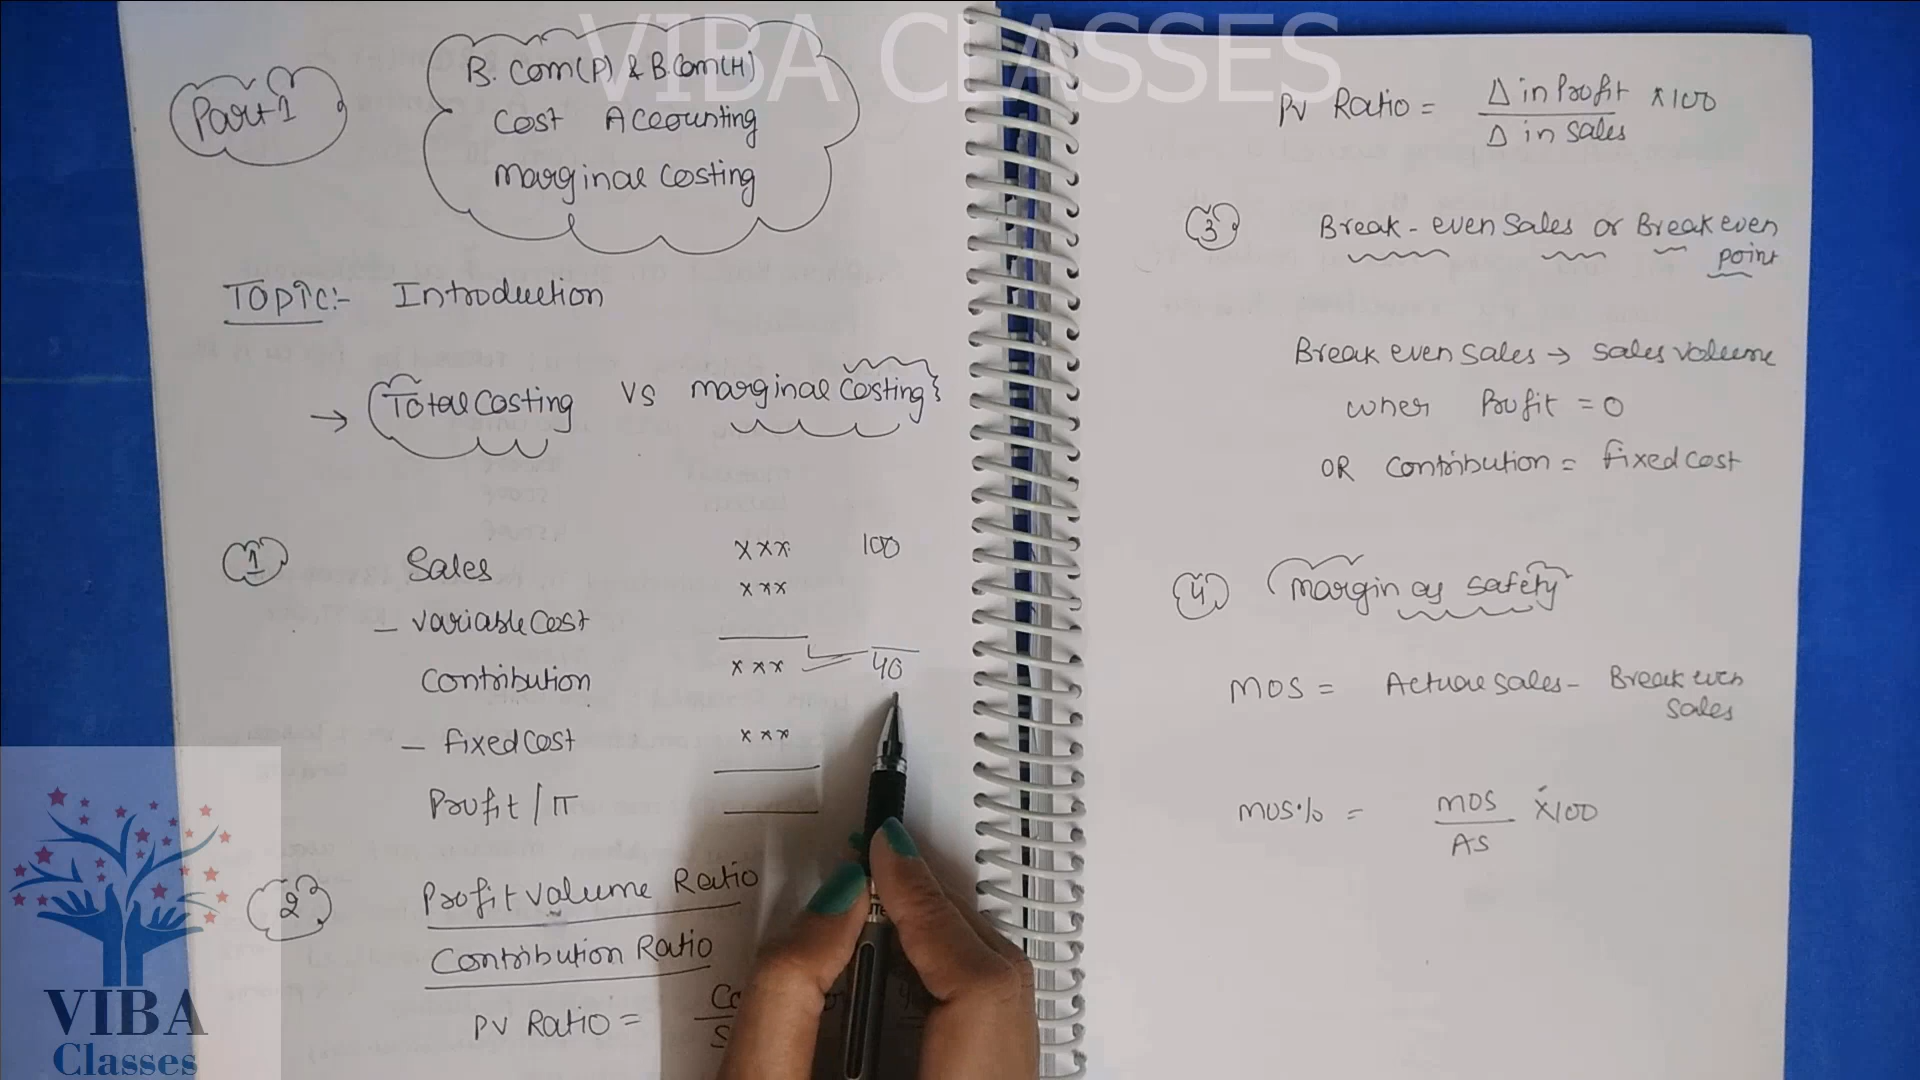 VIBA CLASSES
Part 1
B. Com(P) & B.Com(H)
Cost Accounting
Marginal Costing
TOPIC:- Introduction
→ Total Costing VS marginal Costing
1 Sales xxx 100
- Variable Cost xxx
Contribution xxx 40
- fixed Cost xxx
Profit / π
2 Profit Volume Ratio
Contribution Ratio
PV Ratio =
PV Ratio = Δ in Profit x100
Δ in Sales
3 Break-even Sales or Break even
point
Break even Sales → Sales Volume
Profit = 0
OR Contribution = fixed Cost
4 margin of safety
MOS = Actual Sales - Break even
Sales
MOS% = MOS X100
AS
VIBA
Classes